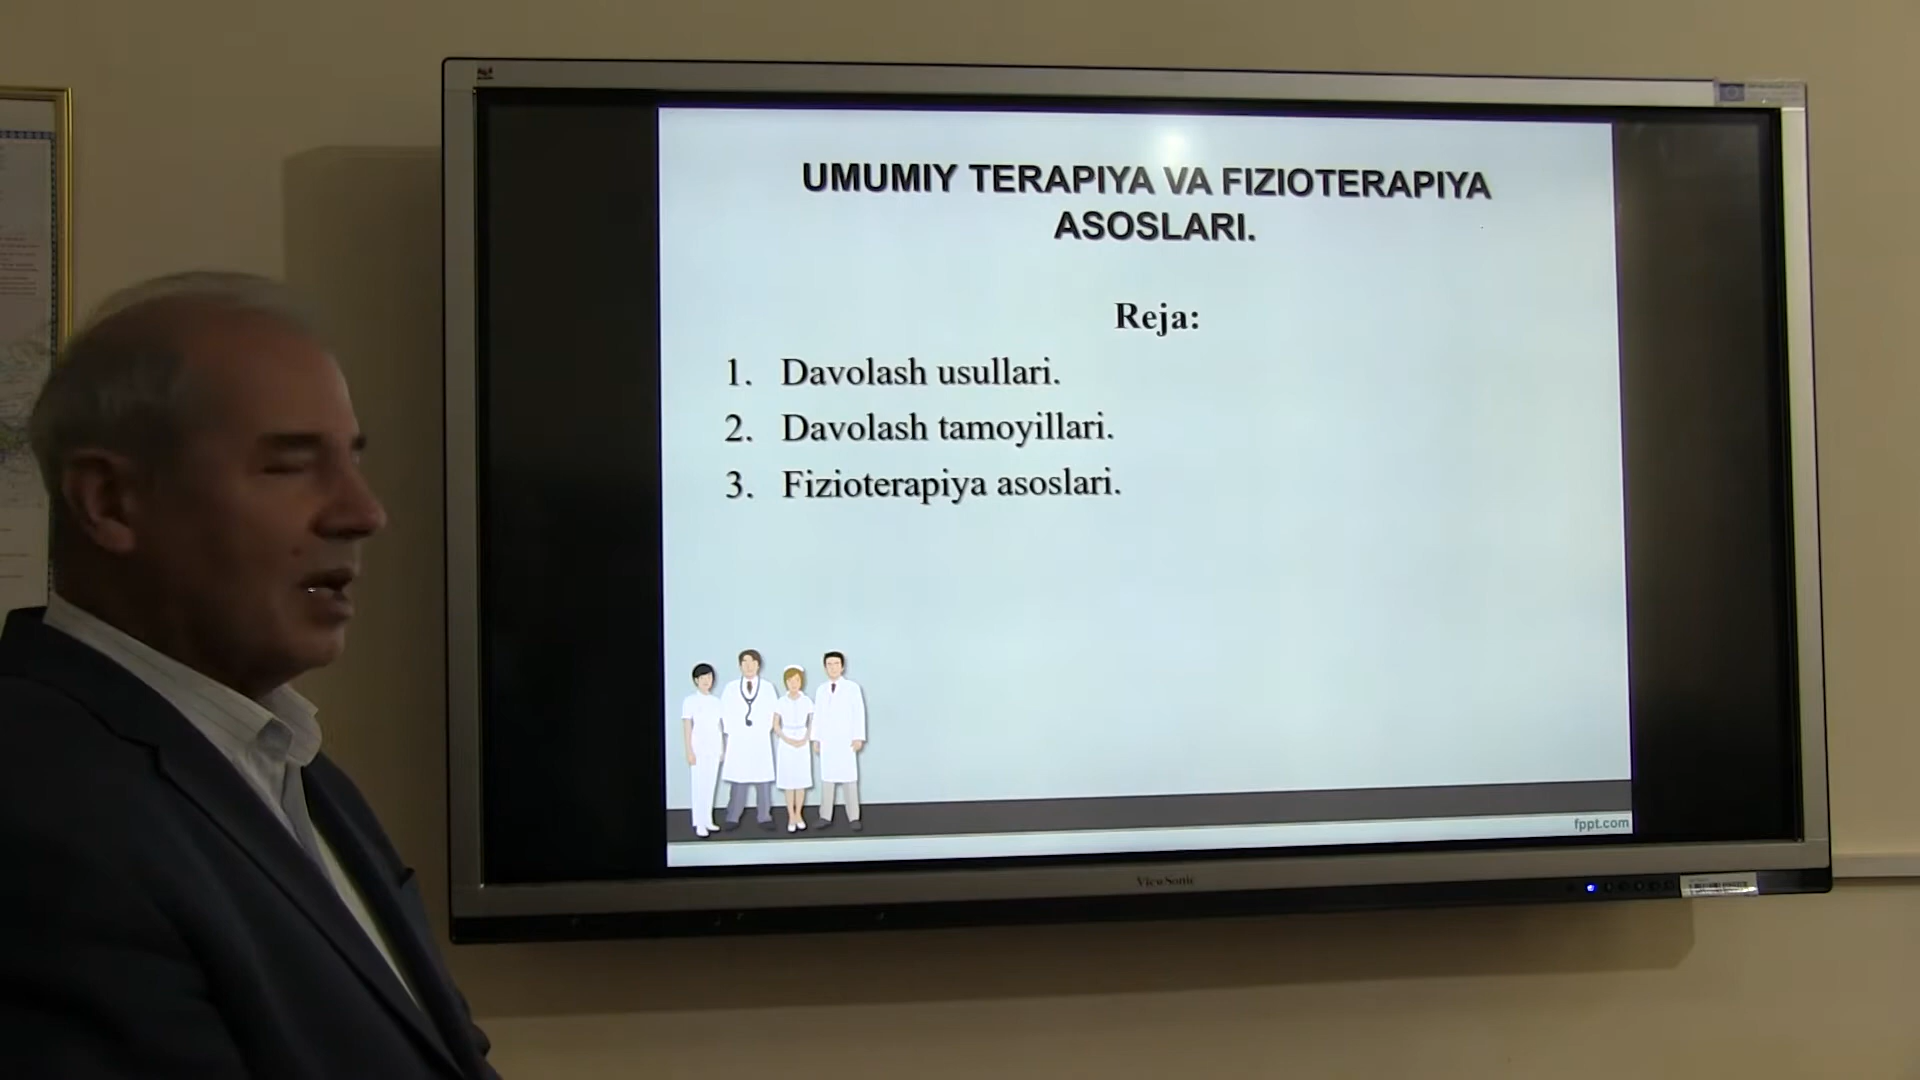 UMUMIY TERAPIYA VA FIZIOTERAPIYA
ASOSLARI.
Reja:
1. Davolash usullari.
2. Davolash tamoyillari.
3. Fizioterapiya asoslari.
fppt.com
ViewSonic